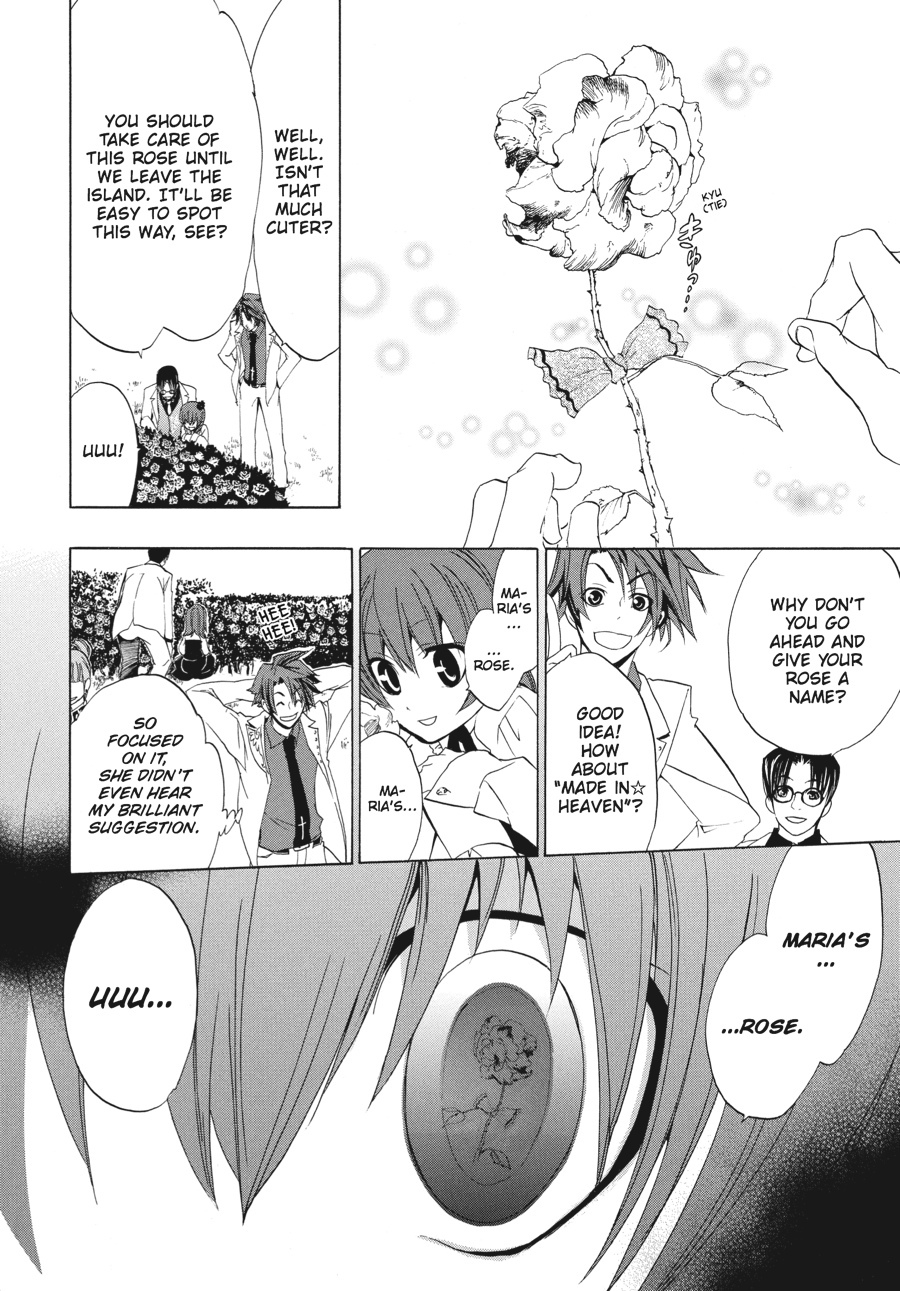 KYU
(TIE)
きゅっ・・
WELL,
WELL.
ISN'T
THAT
MUCH
CUTER?
YOU SHOULD
TAKE CARE OF
THIS ROSE UNTIL
WE LEAVE THE
ISLAND. IT'LL BE
EASY TO SPOT
THIS WAY, SEE?
UUU!
WHY DON'T
YOU GO
AHEAD AND
GIVE YOUR
ROSE A
NAME?
GOOD
IDEA!
HOW
ABOUT
"MADE IN☆
HEAVEN"?
MA-
RIA'S
...
...
ROSE.
MA-
RIA'S...
HEE
HEE!
SO
FOCUSED
ON IT,
SHE DIDN'T
EVEN HEAR
MY BRILLIANT
SUGGESTION.
MARIA'S
...
...ROSE.
UUU...